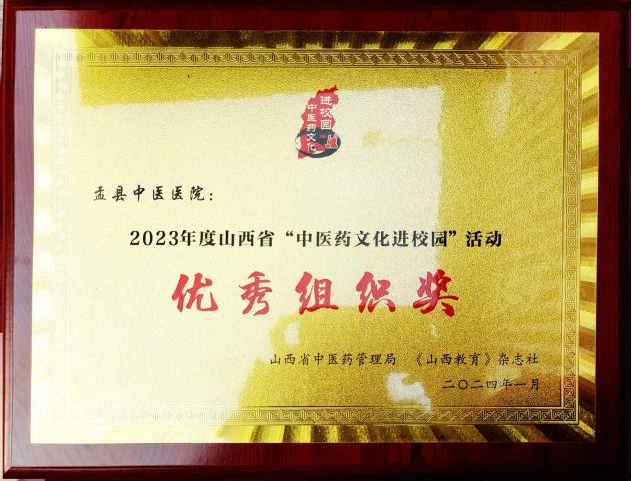 进校园
中医药文化
盂县中医医院：
2023年度山西省“中医药文化进校园”活动
优秀组织奖
山西省中医药管理局 《山西教育》杂志社
二〇二四年一月